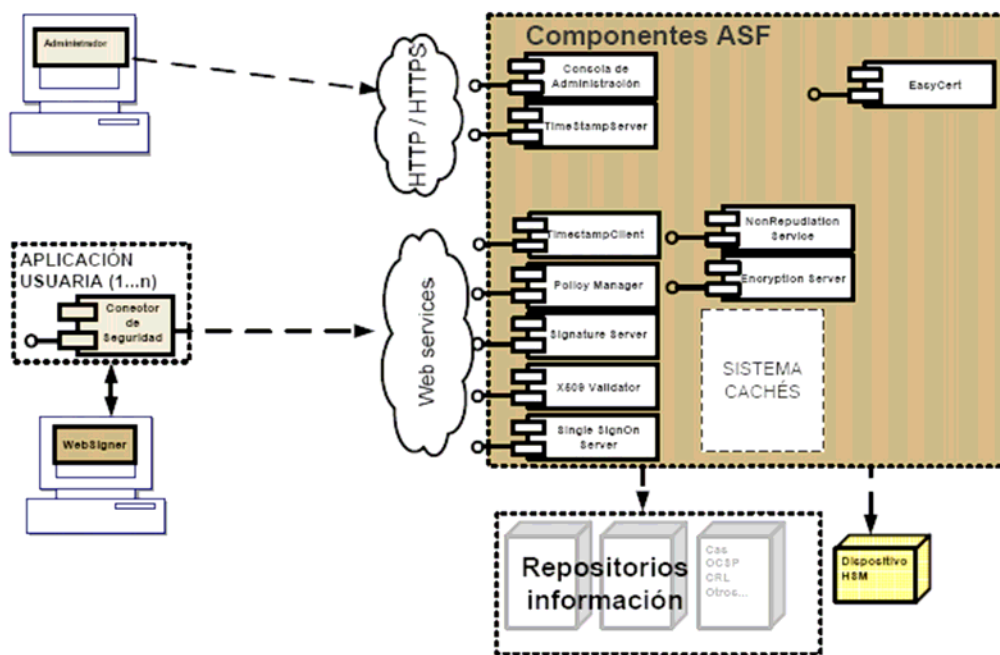 Administrador
HTTP / HTTPS
Componentes ASF
Consola de
Administración
TimeStampServer
EasyCert
APLICACIÓN
USUARIA (1...n)
Conector
de
Seguridad
WebSigner
Web services
TimestampClient
Policy Manager
Signature Server
X509 Validator
Single SignOn
Server
NonRepudiation
Service
Encryption Server
SISTEMA
CACHÉS
Repositorios
información
Cas
OCSP
CRL
Otros...
Dispositivo
HSM